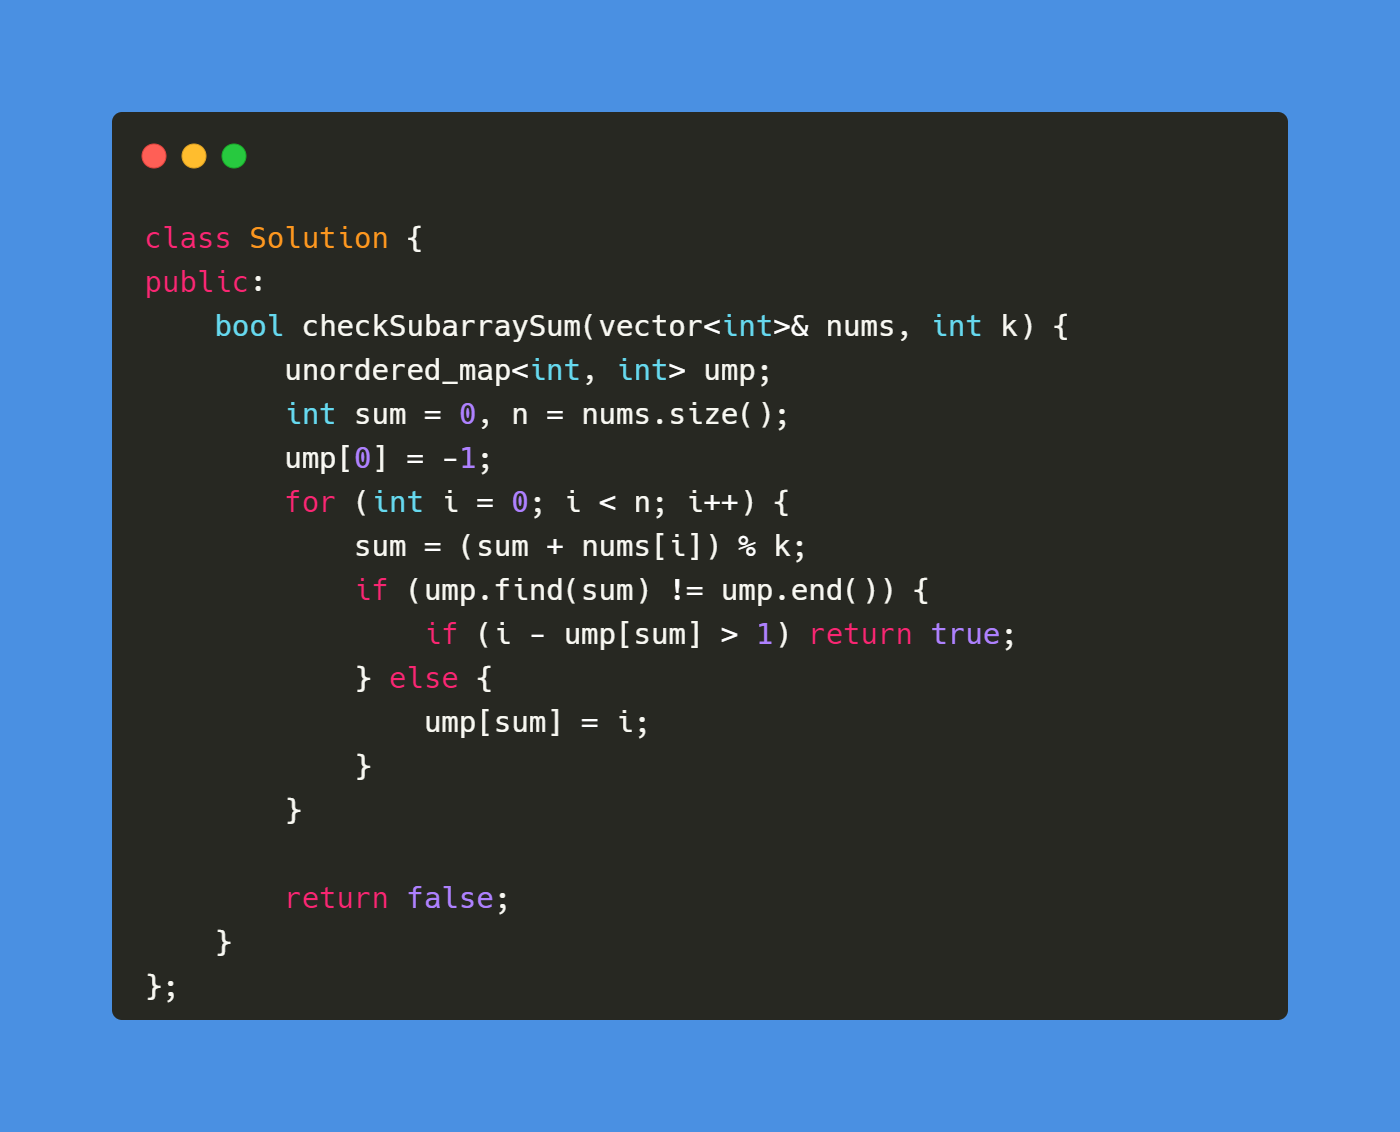 class Solution {
public:
    bool checkSubarraySum(vector<int>& nums, int k) {
        unordered_map<int, int> ump;
        int sum = 0, n = nums.size();
        ump[0] = -1;
        for (int i = 0; i < n; i++) {
            sum = (sum + nums[i]) % k;
            if (ump.find(sum) != ump.end()) {
                if (i - ump[sum] > 1) return true;
            } else {
                ump[sum] = i;
            }
        }

        return false;
    }
};